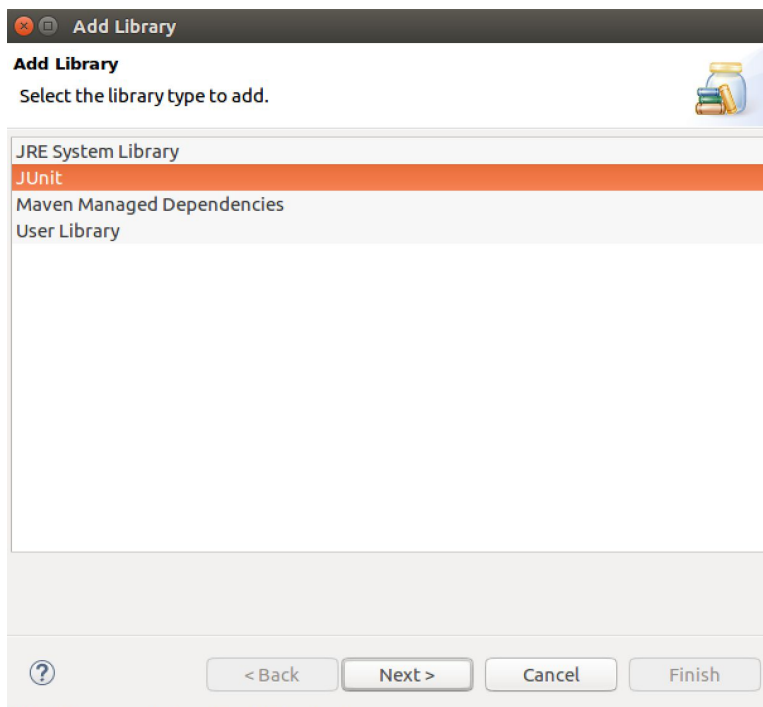 Add Library
Add Library
Select the library type to add.
JRE System Library
JUnit
Maven Managed Dependencies
User Library
?
< Back Next > Cancel Finish